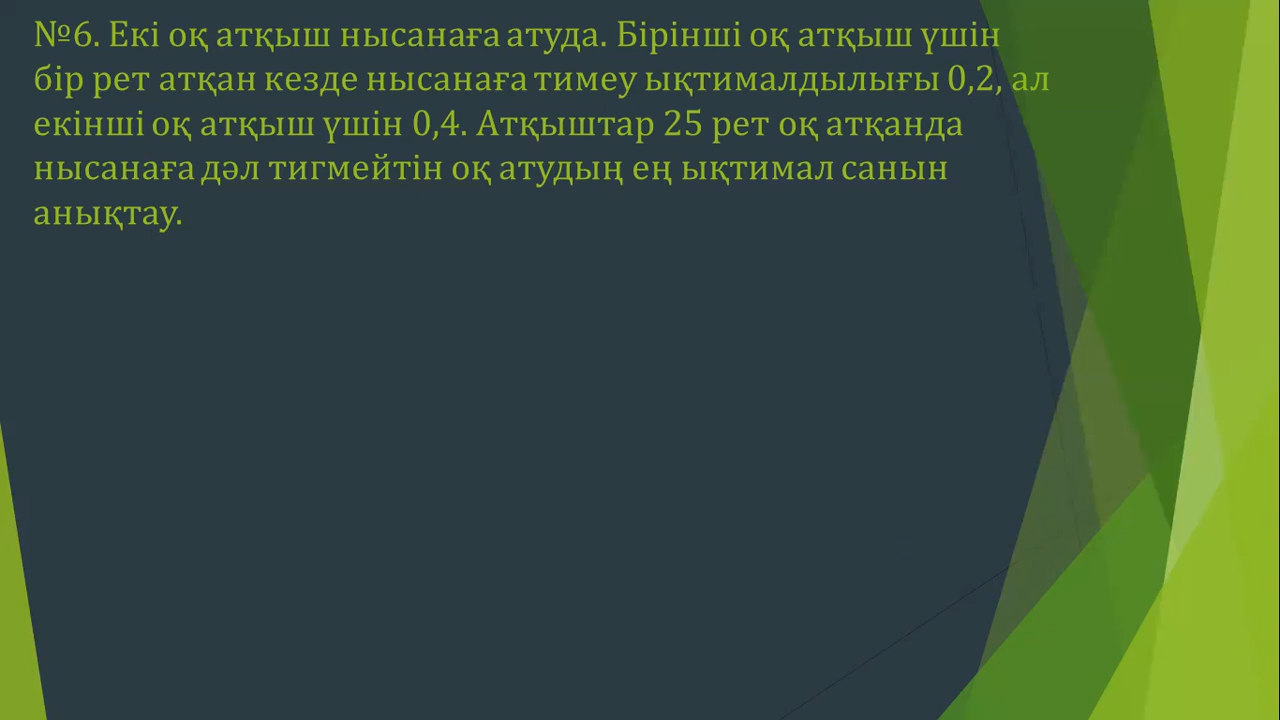 №6. Екі оқ атқыш нысанаға атуда. Бірінші оқ атқыш үшін
бір рет атқан кезде нысанаға тимеу ықтималдылығы 0,2, ал
екінші оқ атқыш үшін 0,4. Атқыштар 25 рет оқ атқанда
нысанаға дәл тигмейтін оқ атудың ең ықтимал санын
анықтау.